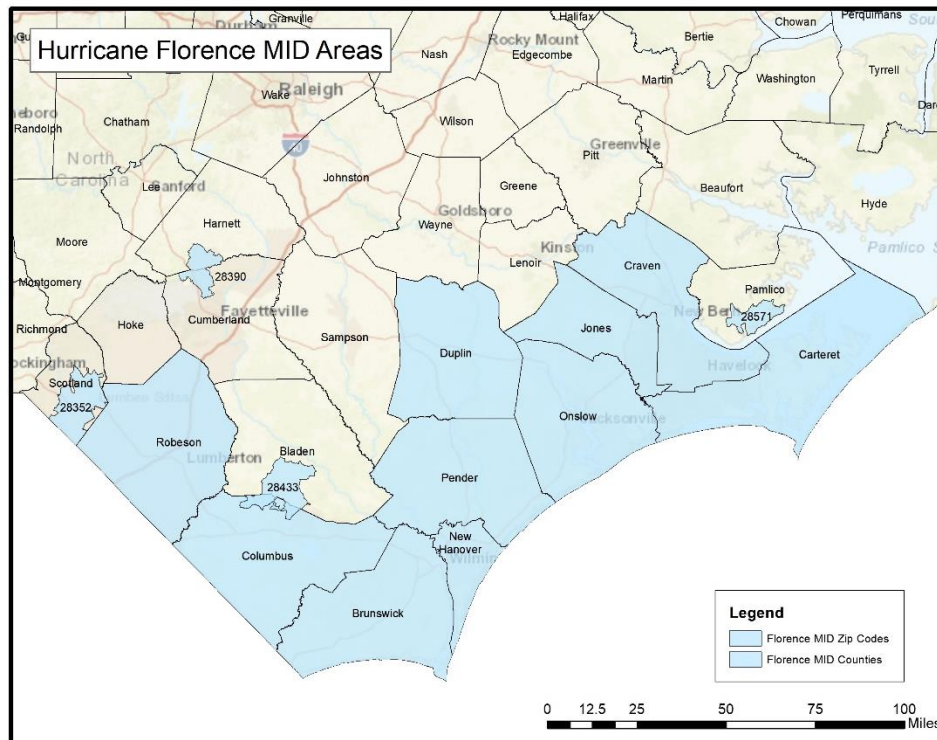 Hurricane Florence MID Areas
Granville
Halifax
Chowan
Perquimans
Durham
Nash
Rocky Mount
Edgecombe
Bertie
Martin
Washington
Tyrrell
Wake
Raleigh
Chatham
Randolph
Wilson
North
Carolina
Lee
Sanford
Johnston
Greene
Pitt
Greenville
Beaufort
Hyde
Harnett
Wayne
Goldsboro
Pamlico S
Moore
Kinston
Lenoir
Craven
Montgomery
28390
Pamlico
Richmond
Hoke
Cumberland
Fayetteville
Sampson
Duplin
Jones
New Bern
28571
Carteret
Havelock
Scotland
28352
Onslow
Jacksonville
Robeson
Lumberton
Bladen
28433
Pender
Columbus
New
Hanover
Brunswick
Legend
Florence MID Zip Codes
Florence MID Counties
0 12.5 25 50 75 100
Miles